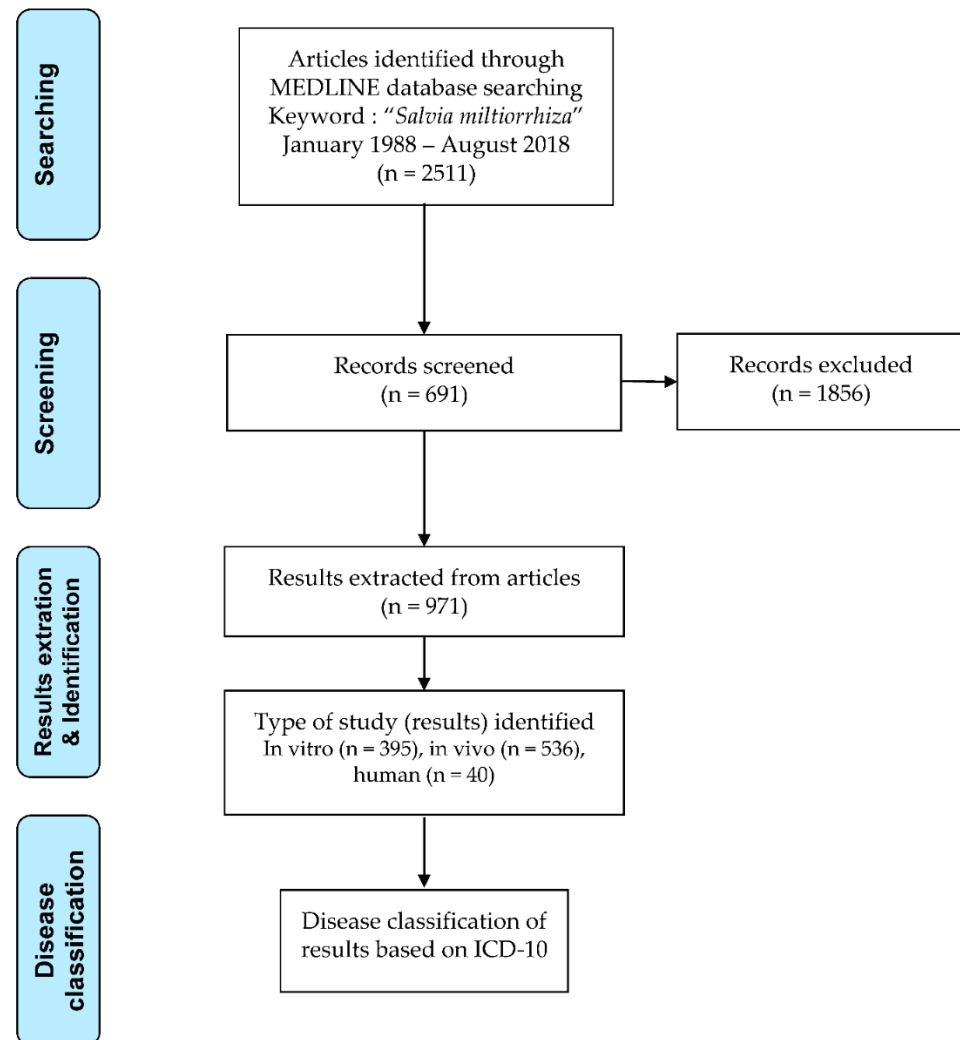 Searching
Articles identified through
MEDLINE database searching
Keyword : “Salvia miltiorrhiza”
January 1988 – August 2018
(n = 2511)
Screening
Records screened
(n = 691)
Records excluded
(n = 1856)
Results extration
& Identification
Results extracted from articles
(n = 971)
Type of study (results) identified
In vitro (n = 395), in vivo (n = 536),
human (n = 40)
Disease
classification
Disease classification of
results based on ICD-10